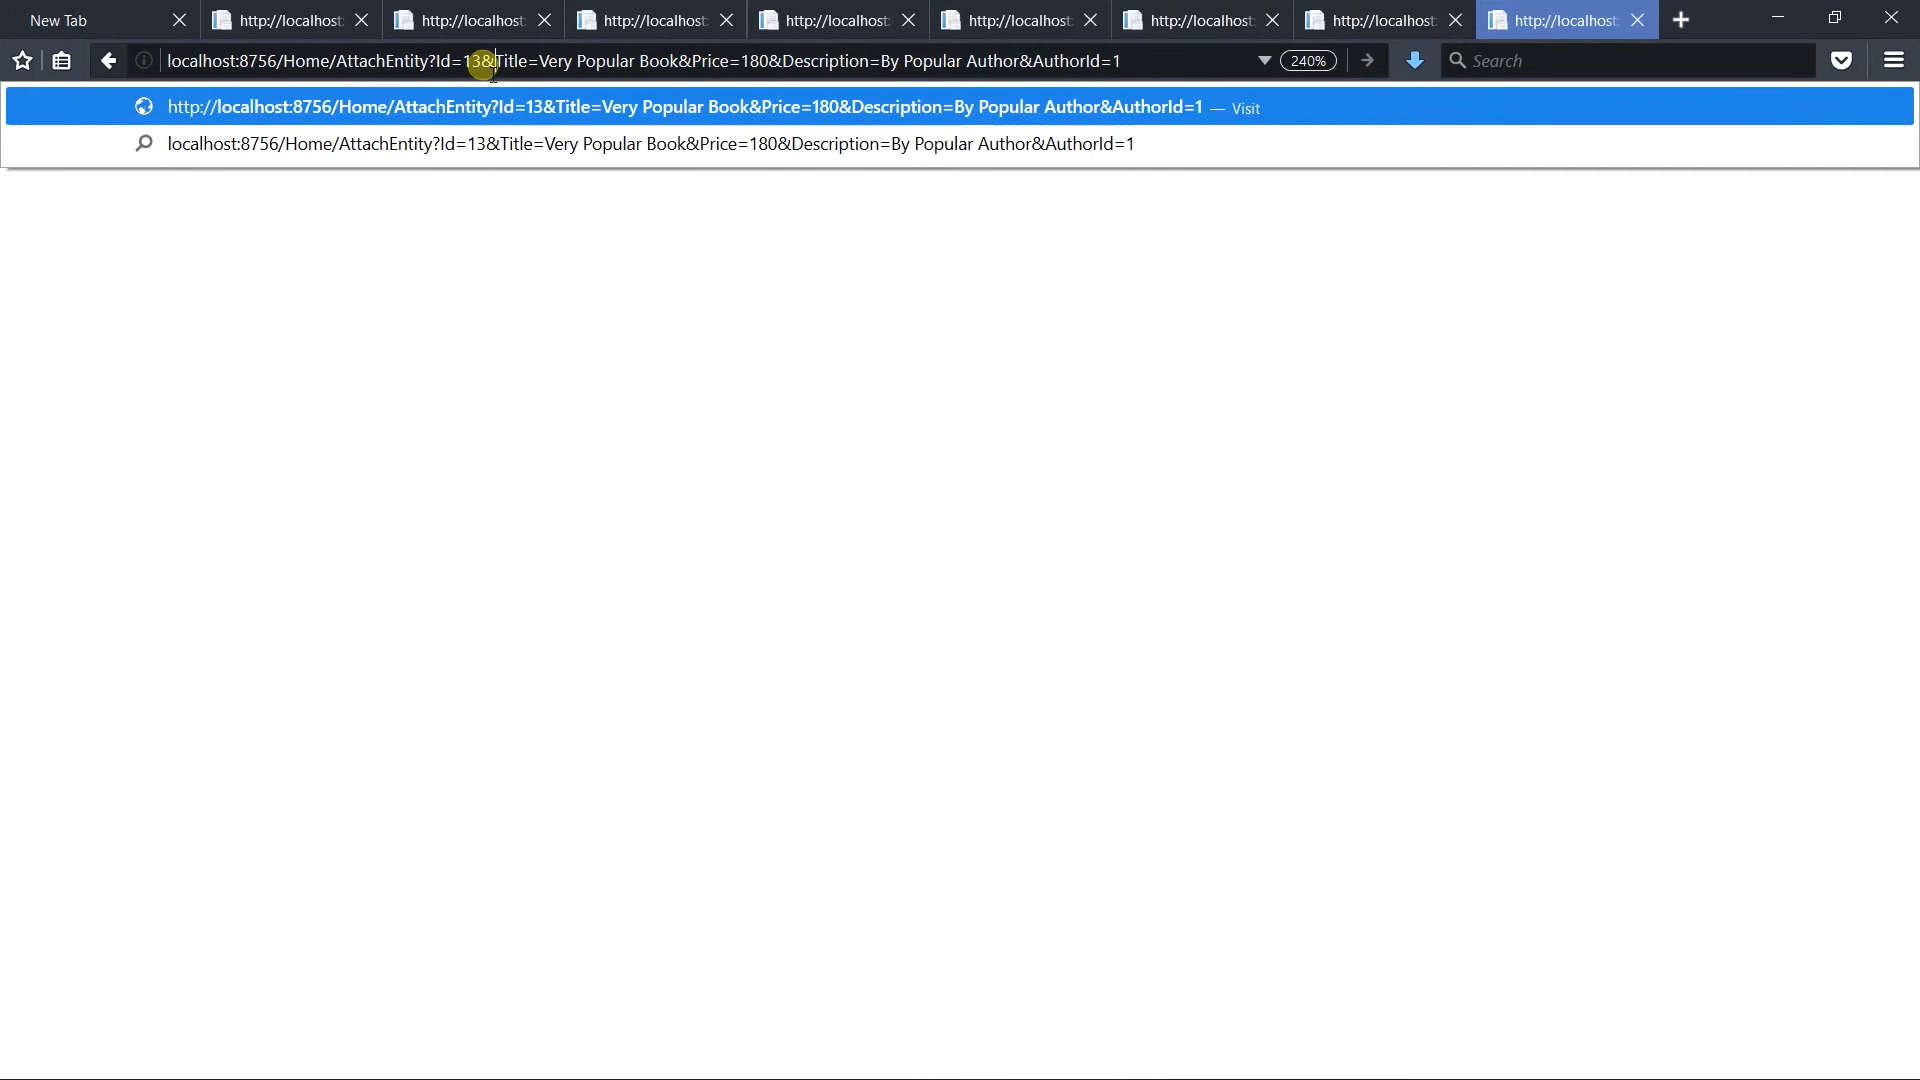 New Tab http://localhost: http://localhost: http://localhost: http://localhost: http://localhost: http://localhost: http://localhost: http://localhost:
localhost:8756/Home/AttachEntity?Id=13&Title=Very Popular Book&Price=180&Description=By Popular Author&AuthorId=1 240% Search
http://localhost:8756/Home/AttachEntity?Id=13&Title=Very Popular Book&Price=180&Description=By Popular Author&AuthorId=1 — Visit
localhost:8756/Home/AttachEntity?Id=13&Title=Very Popular Book&Price=180&Description=By Popular Author&AuthorId=1